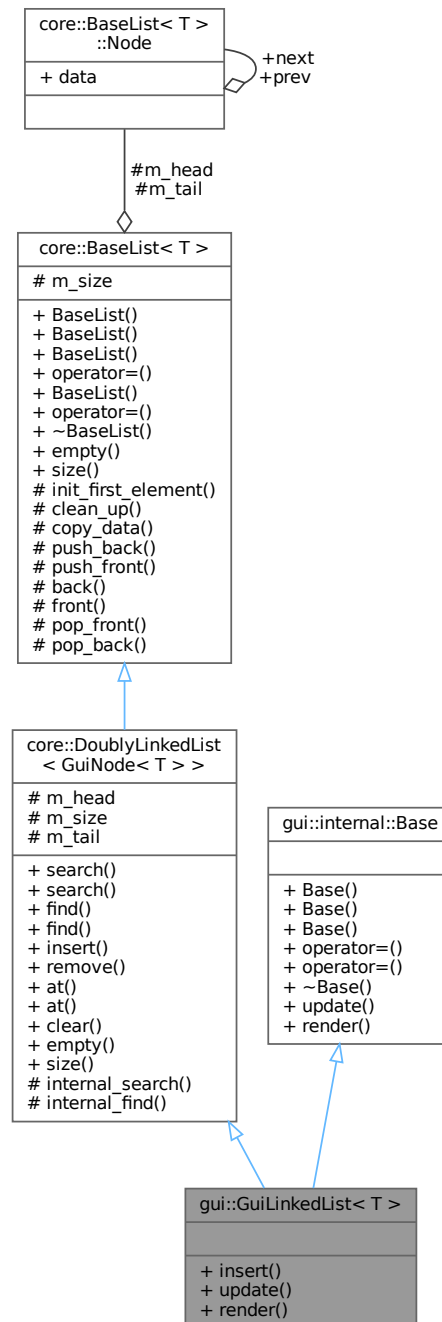 core::BaseList< T >
::Node
+ data
+next
+prev
#m_head
#m_tail
core::BaseList< T >
# m_size
+ BaseList()
+ BaseList()
+ BaseList()
+ operator=()
+ BaseList()
+ operator=()
+ ~BaseList()
+ empty()
+ size()
# init_first_element()
# clean_up()
# copy_data()
# push_back()
# push_front()
# back()
# front()
# pop_front()
# pop_back()
core::DoublyLinkedList
< GuiNode< T > >
# m_head
# m_size
# m_tail
+ search()
+ search()
+ find()
+ find()
+ insert()
+ remove()
+ at()
+ at()
+ clear()
+ empty()
+ size()
# internal_search()
# internal_find()
gui::internal::Base
+ Base()
+ Base()
+ Base()
+ operator=()
+ operator=()
+ ~Base()
+ update()
+ render()
gui::GuiLinkedList< T >
+ insert()
+ update()
+ render()